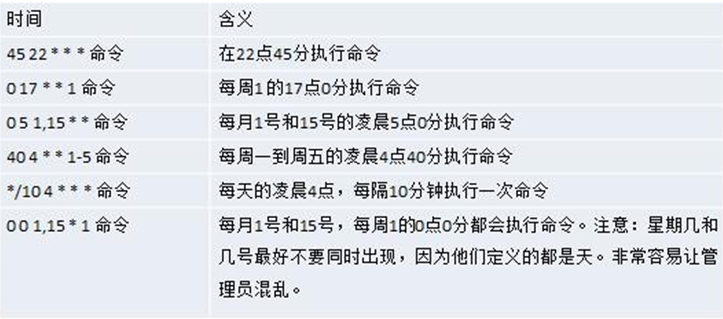 时间 含义
45 22 * * * 命令 在22点45分执行命令
0 17 * * 1 命令 每周1 的17点0分执行命令
0 5 1,15 * * 命令 每月1号和15号的凌晨5点0分执行命令
40 4 * * 1-5 命令 每周一到周五的凌晨4点40分执行命令
*/10 4 * * * 命令 每天的凌晨4点，每隔10分钟执行一次命令
0 0 1,15 * 1 命令 每月1号和15号，每周1的0点0分都会执行命令。注意：星期几和
几号最好不要同时出现，因为他们定义的都是天。非常容易让管
理员混乱。